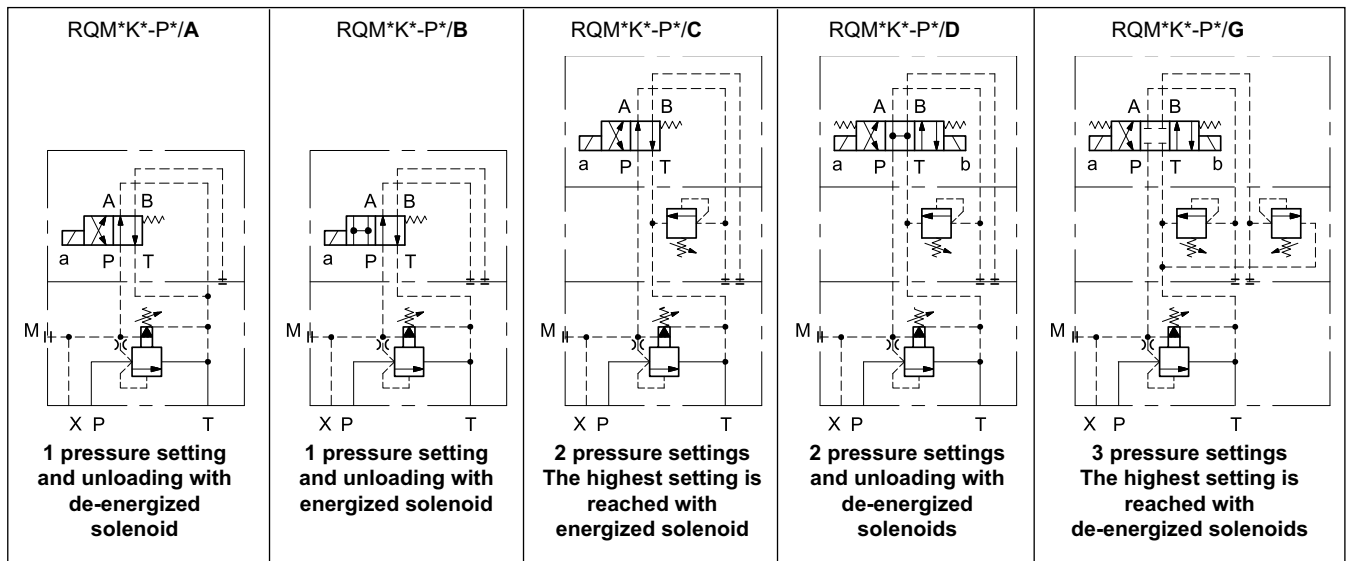 RQM*K*-P*/A
A B
a P T
M
X P T
1 pressure setting
and unloading with
de-energized
solenoid
RQM*K*-P*/B
A B
a P T
M
X P T
1 pressure setting
and unloading with
energized solenoid
RQM*K*-P*/C
A B
a P T
M
X P T
2 pressure settings
The highest setting is
reached with
energized solenoid
RQM*K*-P*/D
A B
a P T b
M
X P T
2 pressure settings
and unloading with
de-energized
solenoids
RQM*K*-P*/G
A B
a P T b
M
X P T
3 pressure settings
The highest setting is
reached with
de-energized solenoids